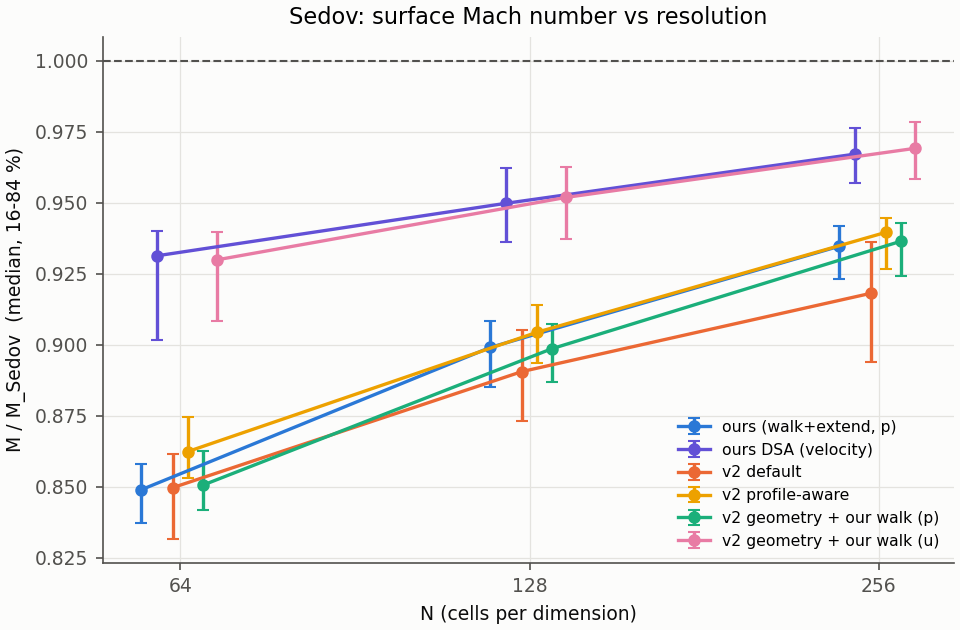 Sedov: surface Mach number vs resolution
M / M_Sedov (median, 16-84 %)
1.000
0.975
0.950
0.925
0.900
0.875
0.850
0.825
ours (walk+extend, p)
ours DSA (velocity)
v2 default
v2 profile-aware
v2 geometry + our walk (p)
v2 geometry + our walk (u)
64
128
256
N (cells per dimension)